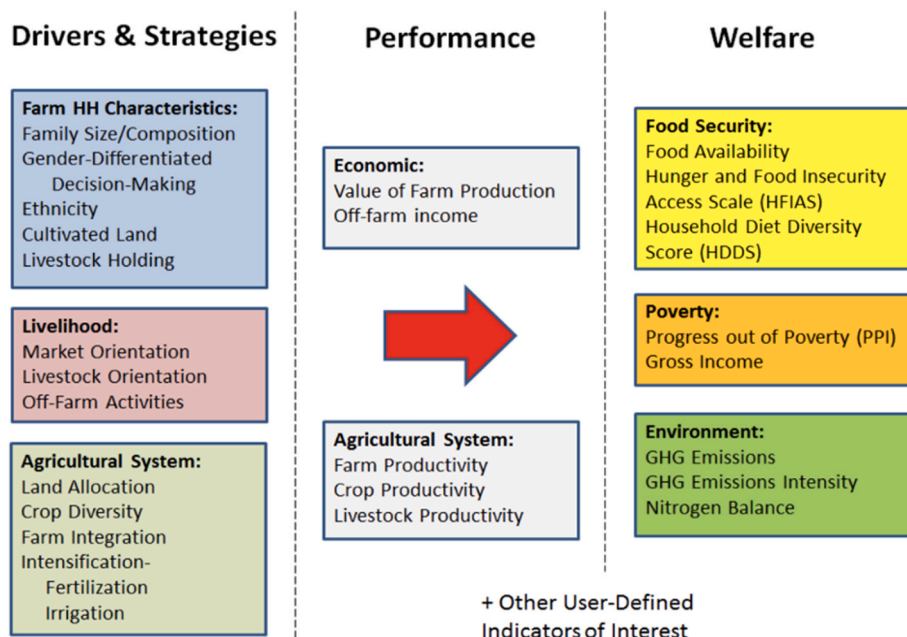 Drivers & Strategies
Farm HH Characteristics:
Family Size/Composition
Gender-Differentiated
Decision-Making
Ethnicity
Cultivated Land
Livestock Holding
Livelihood:
Market Orientation
Livestock Orientation
Off-Farm Activities
Agricultural System:
Land Allocation
Crop Diversity
Farm Integration
Intensification-
Fertilization
Irrigation
Performance
Economic:
Value of Farm Production
Off-farm income
Agricultural System:
Farm Productivity
Crop Productivity
Livestock Productivity
Welfare
Food Security:
Food Availability
Hunger and Food Insecurity
Access Scale (HFIAS)
Household Diet Diversity
Score (HDDS)
Poverty:
Progress out of Poverty (PPI)
Gross Income
Environment:
GHG Emissions
GHG Emissions Intensity
Nitrogen Balance
+ Other User-Defined
Indicators of Interest